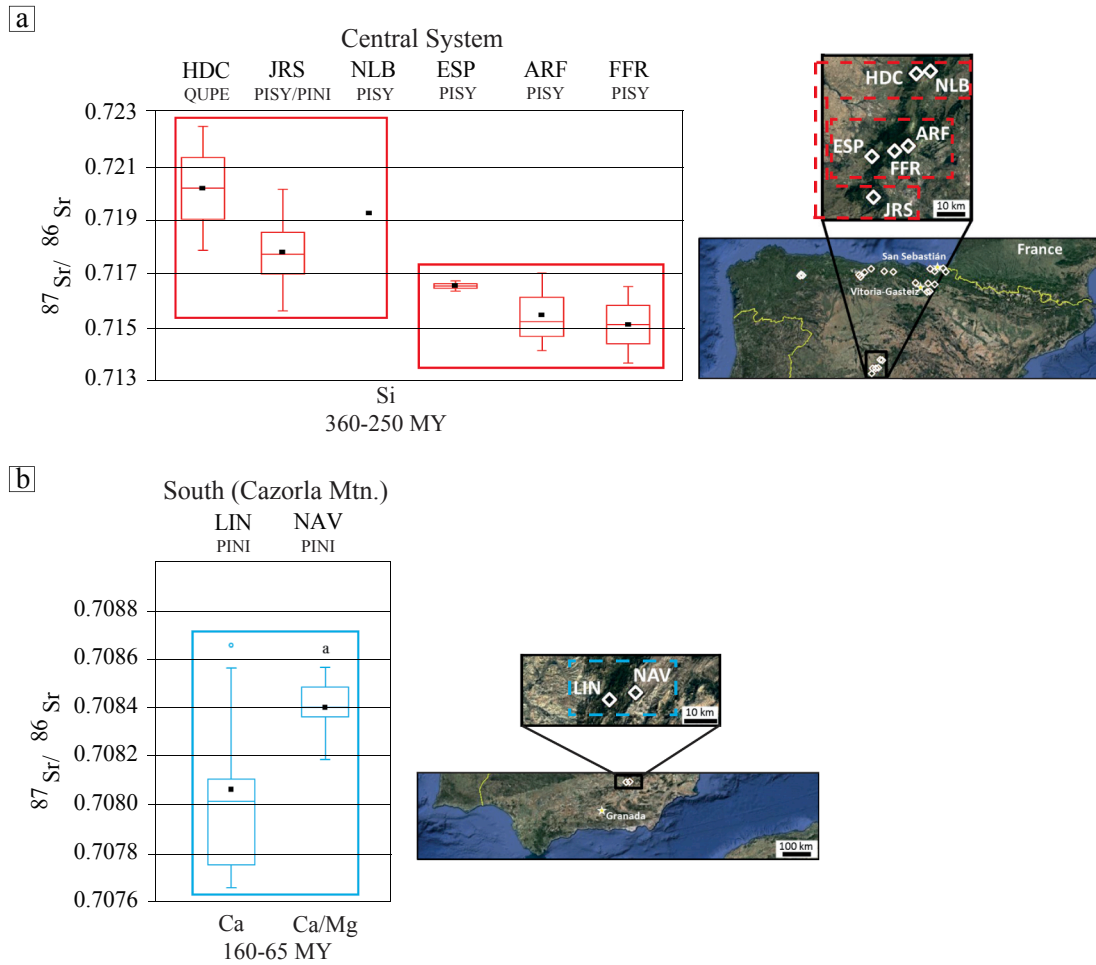 a
Central System
HDC JRS NLB ESP ARF FFR
QUPE PISY/PINI PISY PISY PISY PISY
0.723
0.721
0.719
0.717
0.715
0.713
87 Sr/ 86 Sr
Si
360-250 MY
HDC NLB
ARF
ESP
FFR
JRS
10 km
France
San Sebastián
Vitoria-Gasteiz
b
South (Cazorla Mtn.)
LIN NAV
PINI PINI
0.7088
0.7086
0.7084
0.7082
0.7080
0.7078
0.7076
87 Sr/ 86 Sr
a
Ca Ca/Mg
160-65 MY
NAV
LIN
10 km
Granada
100 km